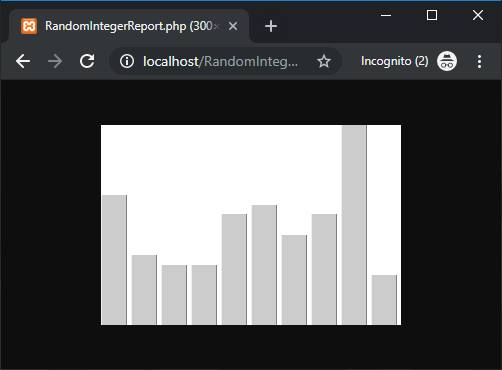 RandomIntegerReport.php (300×
localhost/RandomInteg...
Incognito (2)